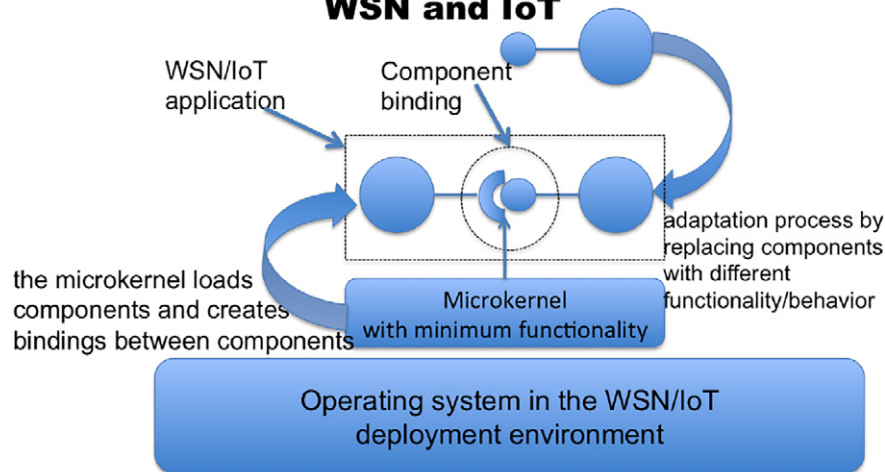 WSN and IoT
WSN/IoT
application
Component
binding
adaptation process by
replacing components
with different
functionality/behavior
the microkernel loads
components and creates
bindings between components
Microkernel
with minimum functionality
Operating system in the WSN/IoT
deployment environment